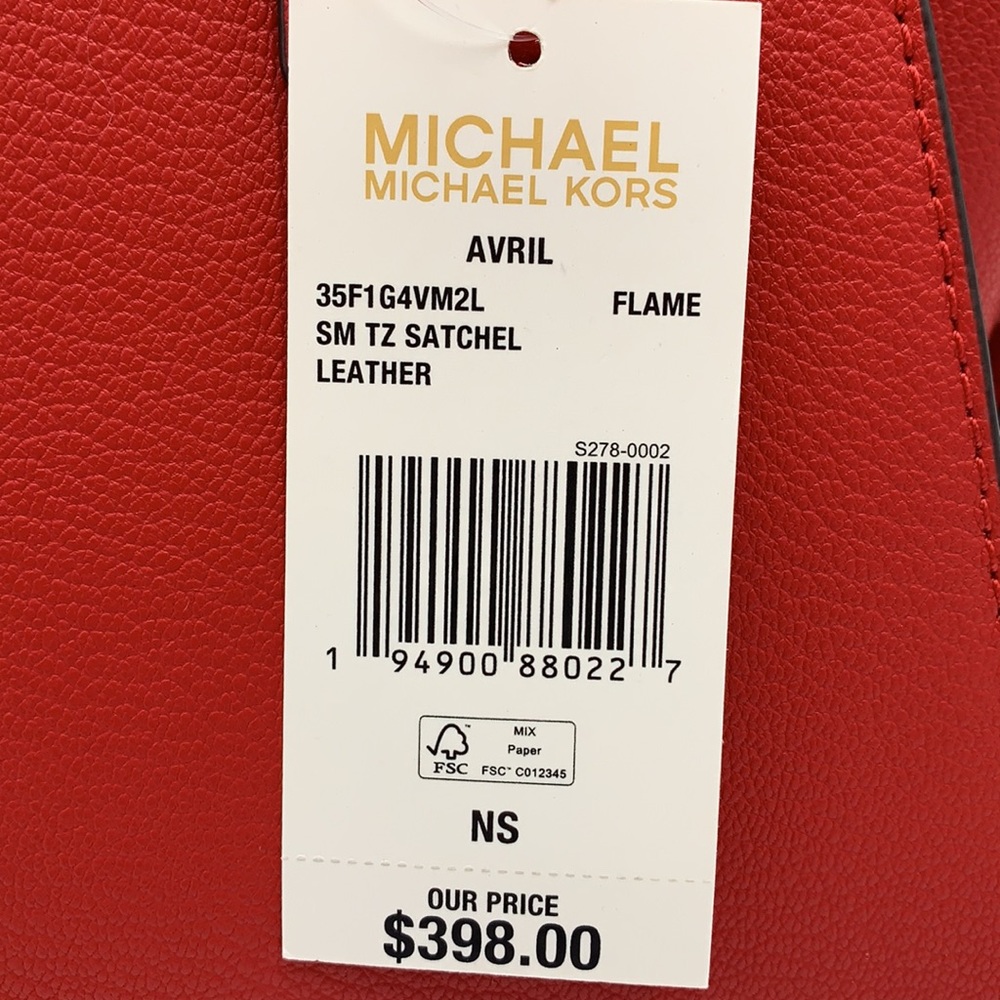 MICHAEL
MICHAEL KORS
AVRIL
35F1G4VM2L FLAME
SM TZ SATCHEL
LEATHER
S278-0002
1 94900 88022 7
MIX
Paper
FSC™ C012345
FSC
NS
OUR PRICE
$398.00